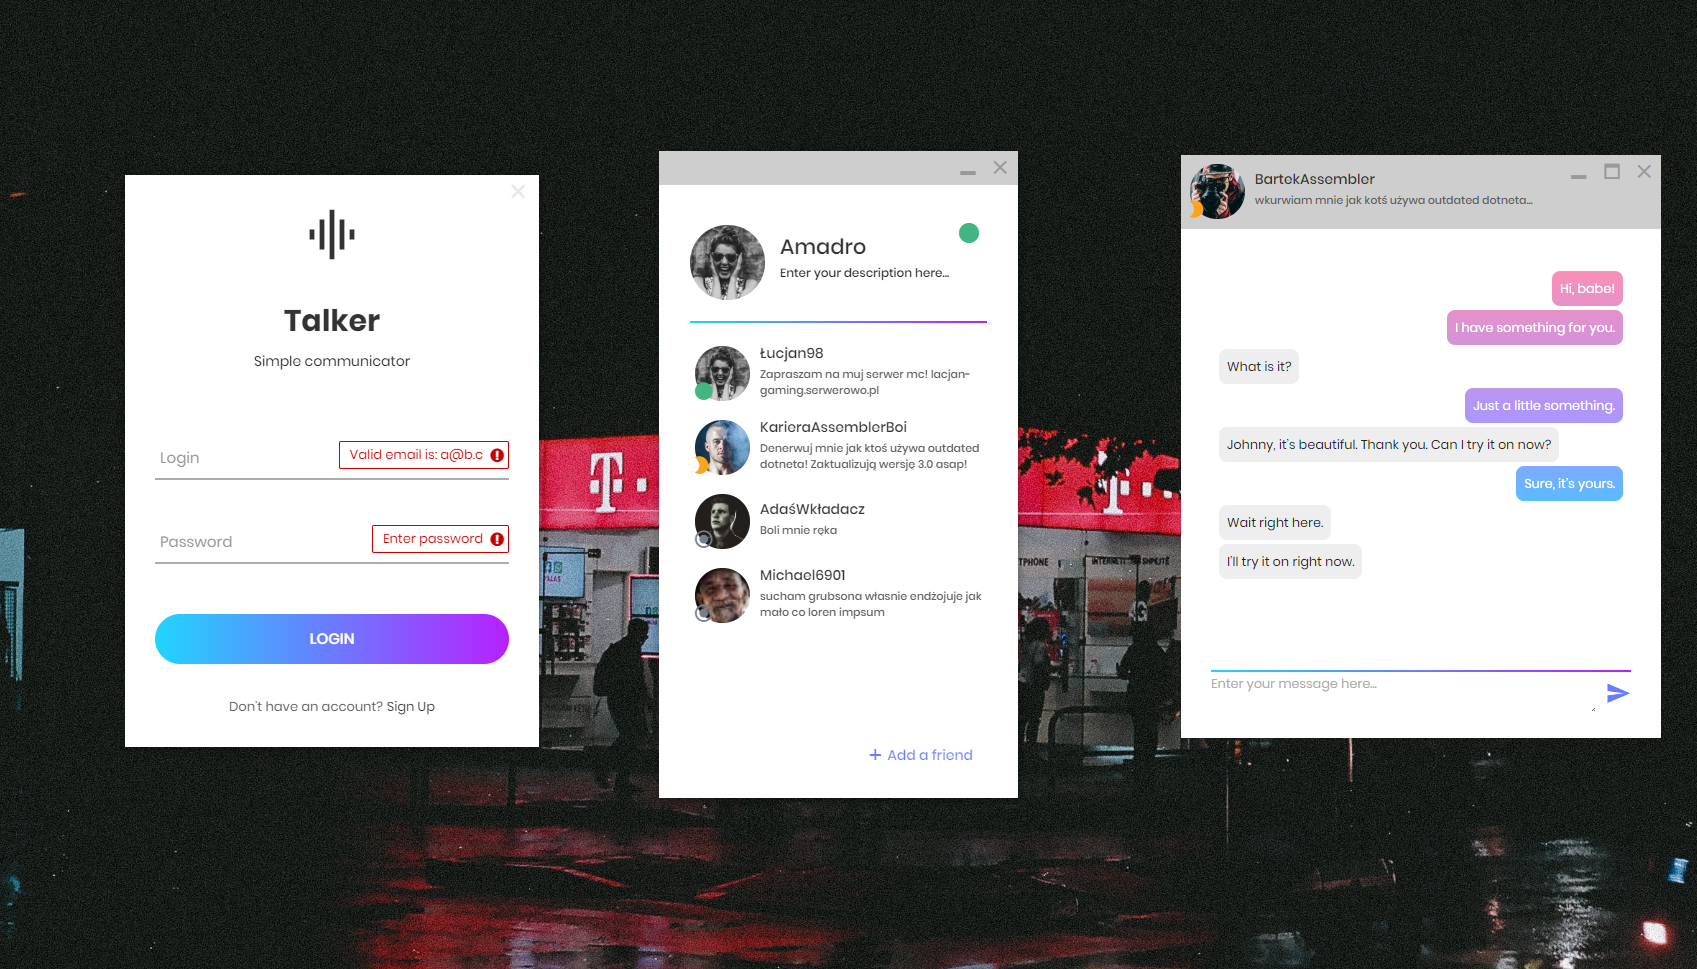 Talker
Simple communicator
Login
Valid email is: a@b.c
Password
Enter password
LOGIN
Don't have an account? Sign Up
Amadro
Enter your description here...
Łucjan98
Zapraszam na muj serwer mc! lacjan-
gaming.serwerowo.pl
KarieraAssemblerBoi
Denerwuj mnie jak ktoś używa outdated
dotneta! Zaktualizują wersję 3.0 asap!
AdaśWkładacz
Boli mnie ręka
Michael6901
sucham grubsona własnie endżojuje jak
mało co loren impsum
+ Add a friend
BartekAssembler
wkurwiam mnie jak kotś używa outdated dotneta...
Hi, babe!
I have something for you.
What is it?
Just a little something.
Johnny, it's beautiful. Thank you. Can I try it on now?
Sure, it's yours.
Wait right here.
I'll try it on right now.
Enter your message here...
T
T